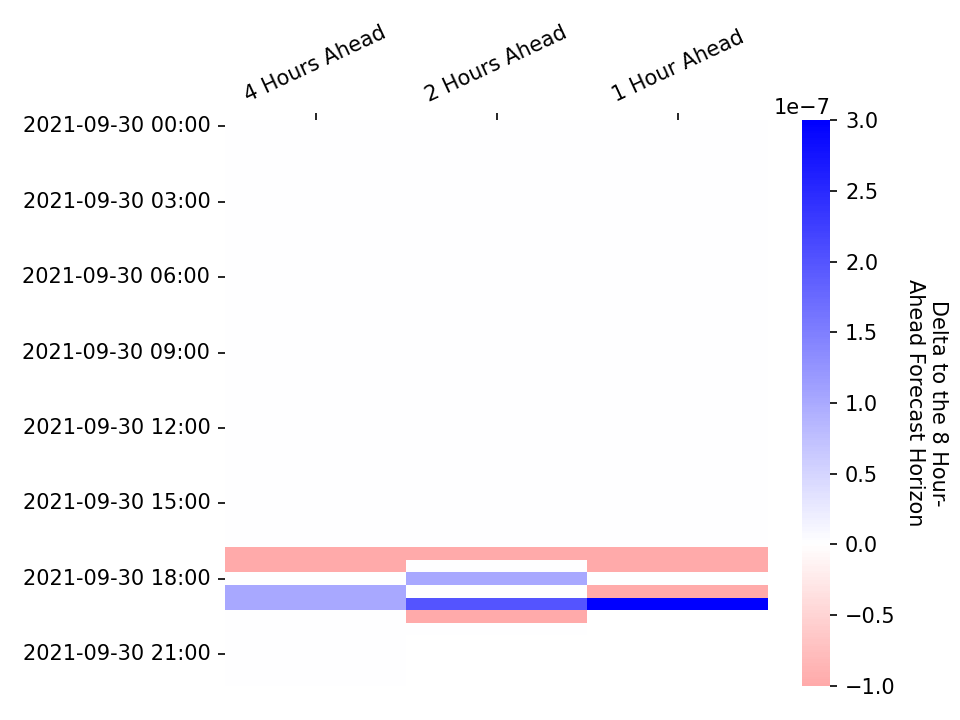 4 Hours Ahead
2 Hours Ahead
1 Hour Ahead
2021-09-30 00:00
2021-09-30 03:00
2021-09-30 06:00
2021-09-30 09:00
2021-09-30 12:00
2021-09-30 15:00
2021-09-30 18:00
2021-09-30 21:00
1e−7
3.0
2.5
2.0
1.5
1.0
0.5
0.0
−0.5
−1.0
Delta to the 8 Hour-
Ahead Forecast Horizon